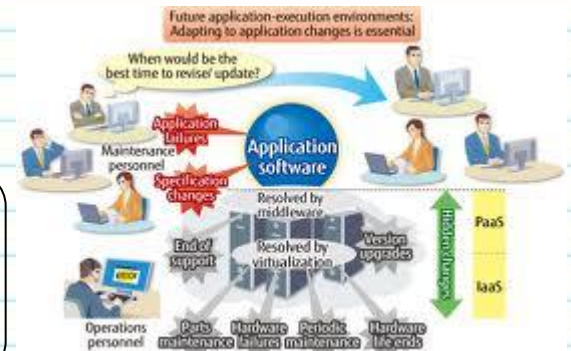 Future application-execution environments:
Adapting to application changes is essential
When would be the
best time to revise/ update?
Application
failures
Maintenance
personnel
Specification
changes
Application
software
Resolved by
middleware
Resolved by
virtualization
End of
support
Version
upgrades
Hidden changes
PaaS
IaaS
Operations
personnel
Parts
maintenance
Hardware
failures
Periodic
maintenance
Hardware
life ends